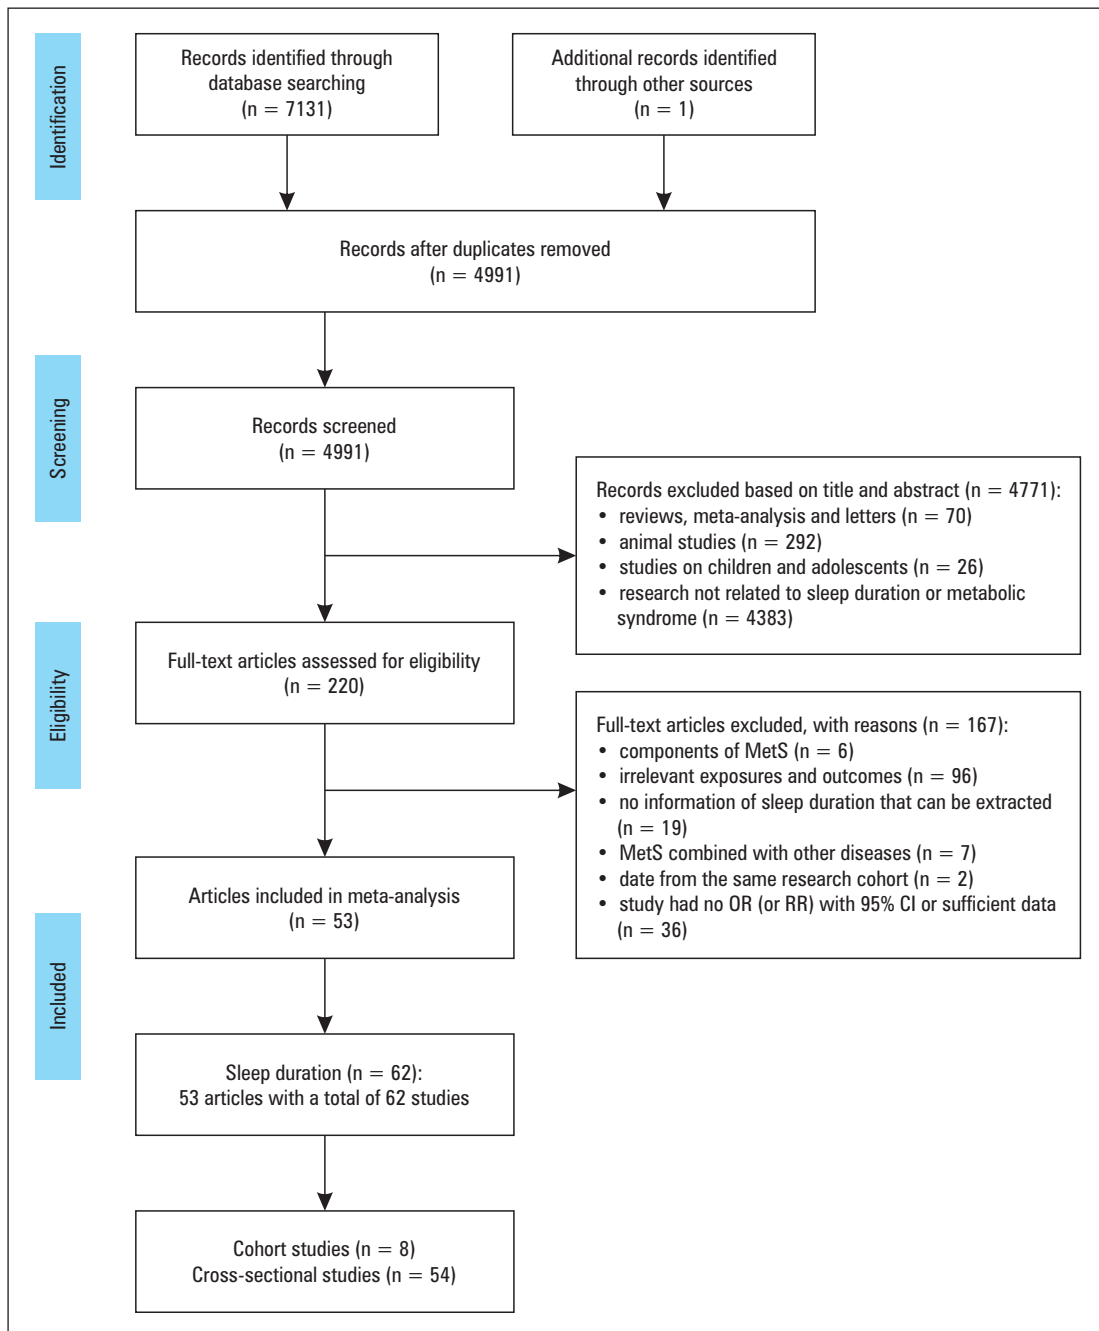 Identification
Records identified through
database searching
(n = 7131)
Additional records identified
through other sources
(n = 1)
Records after duplicates removed
(n = 4991)
Screening
Records screened
(n = 4991)
Records excluded based on title and abstract (n = 4771):
• reviews, meta-analysis and letters (n = 70)
• animal studies (n = 292)
• studies on children and adolescents (n = 26)
• research not related to sleep duration or metabolic
syndrome (n = 4383)
Eligibility
Full-text articles assessed for eligibility
(n = 220)
Full-text articles excluded, with reasons (n = 167):
• components of MetS (n = 6)
• irrelevant exposures and outcomes (n = 96)
• no information of sleep duration that can be extracted
(n = 19)
• MetS combined with other diseases (n = 7)
• date from the same research cohort (n = 2)
• study had no OR (or RR) with 95% CI or sufficient data
(n = 36)
Articles included in meta-analysis
(n = 53)
Included
Sleep duration (n = 62):
53 articles with a total of 62 studies
Cohort studies (n = 8)
Cross-sectional studies (n = 54)